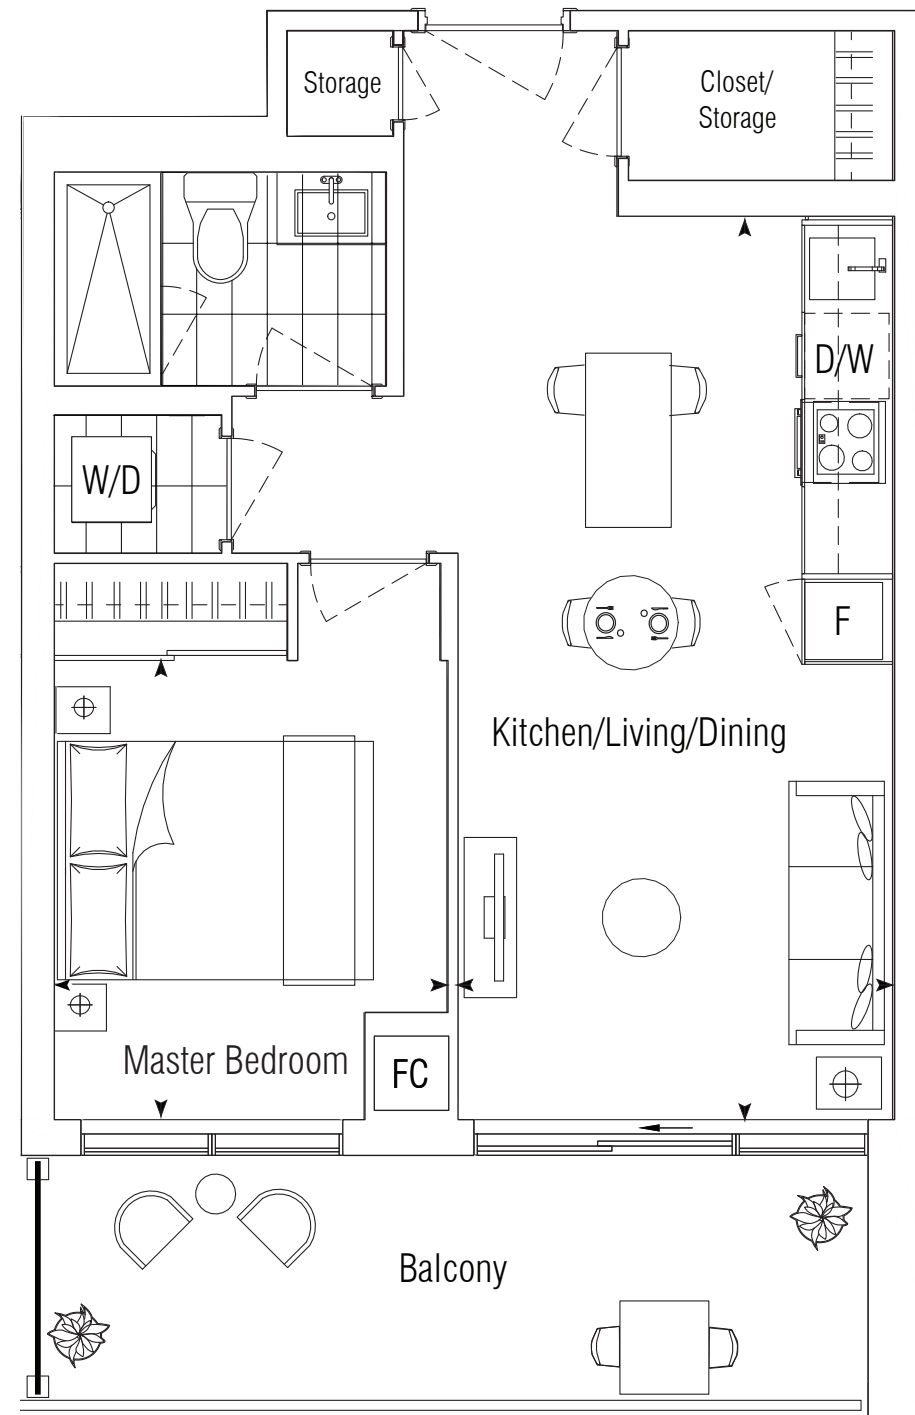 Storage
Closet/
Storage
D/W
W/D
F
Kitchen/Living/Dining
Master Bedroom
FC
Balcony